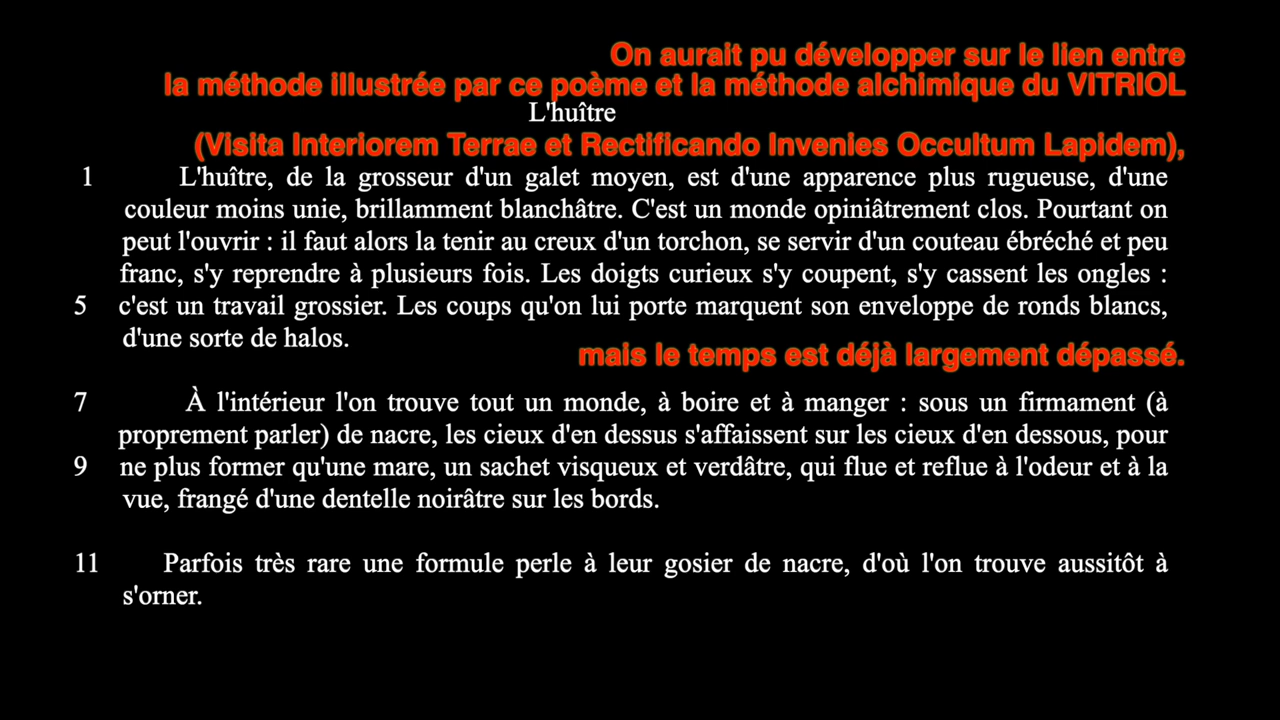 On aurait pu développer sur le lien entre
la méthode illustrée par ce poème et la méthode alchimique du VITRIOL
L'huître
(Visita Interiorem Terrae et Rectificando Invenies Occultum Lapidem),
1 L'huître, de la grosseur d'un galet moyen, est d'une apparence plus rugueuse, d'une
couleur moins unie, brillamment blanchâtre. C'est un monde opiniâtrement clos. Pourtant on
peut l'ouvrir : il faut alors la tenir au creux d'un torchon, se servir d'un couteau ébréché et peu
franc, s'y reprendre à plusieurs fois. Les doigts curieux s'y coupent, s'y cassent les ongles :
5 c'est un travail grossier. Les coups qu'on lui porte marquent son enveloppe de ronds blancs,
d'une sorte de halos.
mais le temps est déjà largement dépassé.
7 À l'intérieur l'on trouve tout un monde, à boire et à manger : sous un firmament (à
proprement parler) de nacre, les cieux d'en dessus s'affaissent sur les cieux d'en dessous, pour
9 ne plus former qu'une mare, un sachet visqueux et verdâtre, qui flue et reflue à l'odeur et à la
vue, frangé d'une dentelle noirâtre sur les bords.
11 Parfois très rare une formule perle à leur gosier de nacre, d'où l'on trouve aussitôt à
s'orner.